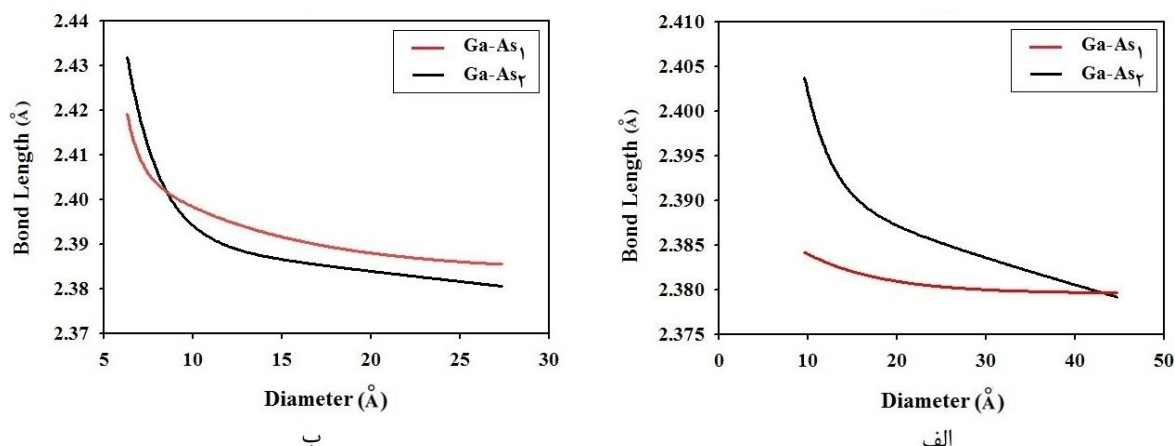 2.44
2.43
2.42
2.41
2.40
2.39
2.38
2.37
Bond Length (Å)
5 10 15 20 25 30
Diameter (Å)
Ga-As۱
Ga-As۲
ب
2.410
2.405
2.400
2.395
2.390
2.385
2.380
2.375
Bond Length (Å)
0 10 20 30 40 50
Diameter (Å)
Ga-As۱
Ga-As۲
الف